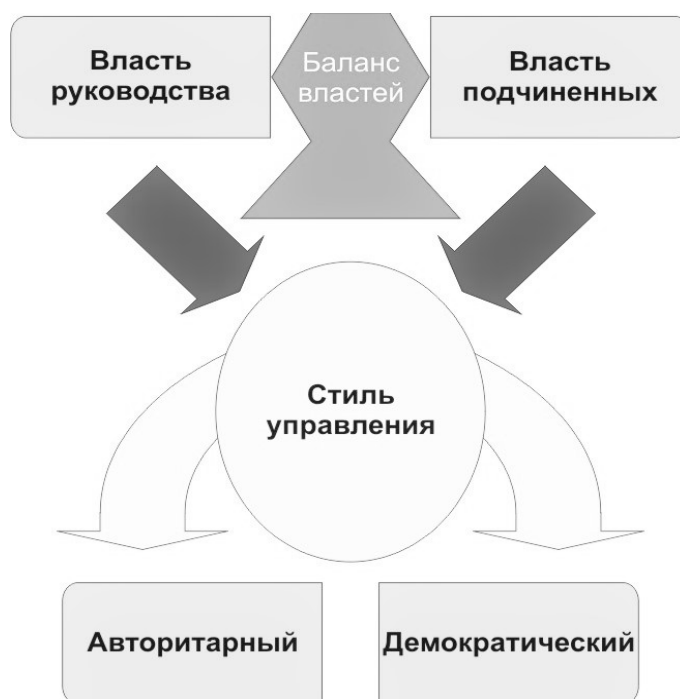 Власть
руководства
Баланс
властей
Власть
подчиненных
Стиль
управления
Авторитарный
Демократический